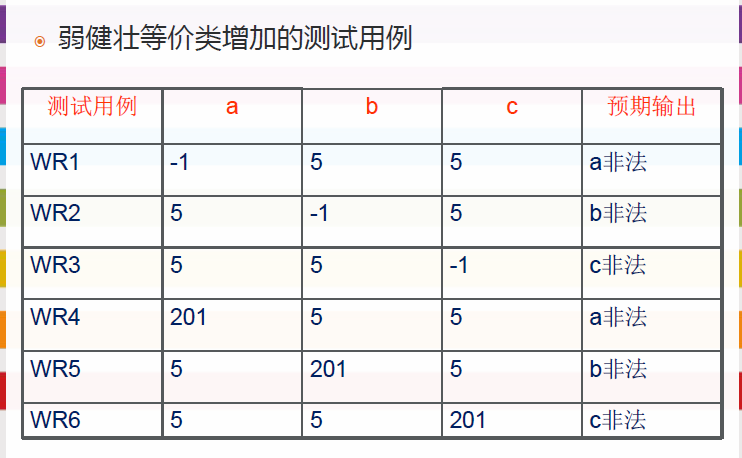 弱健壮等价类增加的测试用例
测试用例 a b c 预期输出
WR1 -1 5 5 a非法
WR2 5 -1 5 b非法
WR3 5 5 -1 c非法
WR4 201 5 5 a非法
WR5 5 201 5 b非法
WR6 5 5 201 c非法